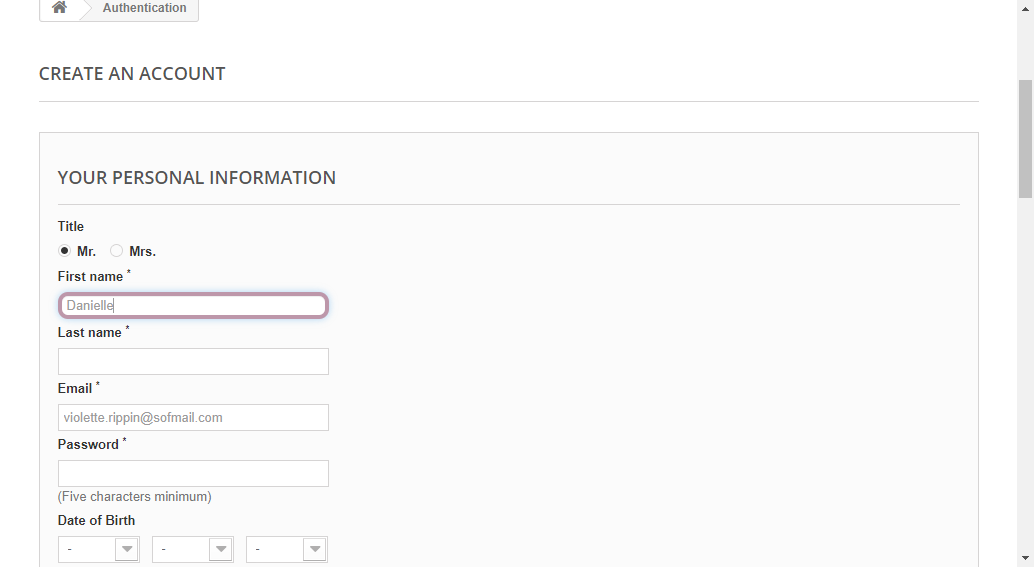 Authentication
CREATE AN ACCOUNT
YOUR PERSONAL INFORMATION
Title
Mr. Mrs.
First name *
Danielle
Last name *
Email *
violette.rippin@sofmail.com
Password *
(Five characters minimum)
Date of Birth
- - -